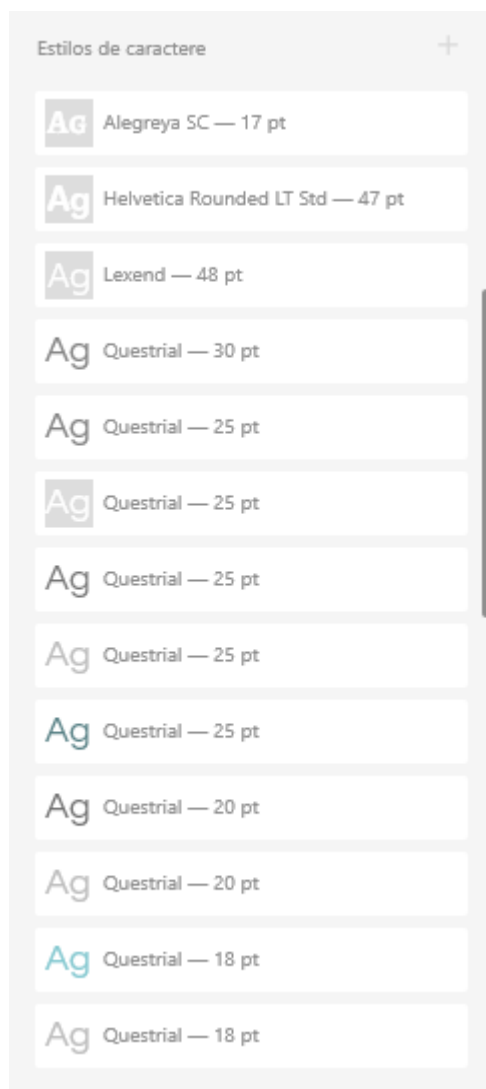 Estilos de caractere
Ag Alegreya SC — 17 pt
Ag Helvetica Rounded LT Std — 47 pt
Ag Lexend — 48 pt
Ag Questrial — 30 pt
Ag Questrial — 25 pt
Ag Questrial — 25 pt
Ag Questrial — 25 pt
Ag Questrial — 25 pt
Ag Questrial — 25 pt
Ag Questrial — 20 pt
Ag Questrial — 20 pt
Ag Questrial — 18 pt
Ag Questrial — 18 pt